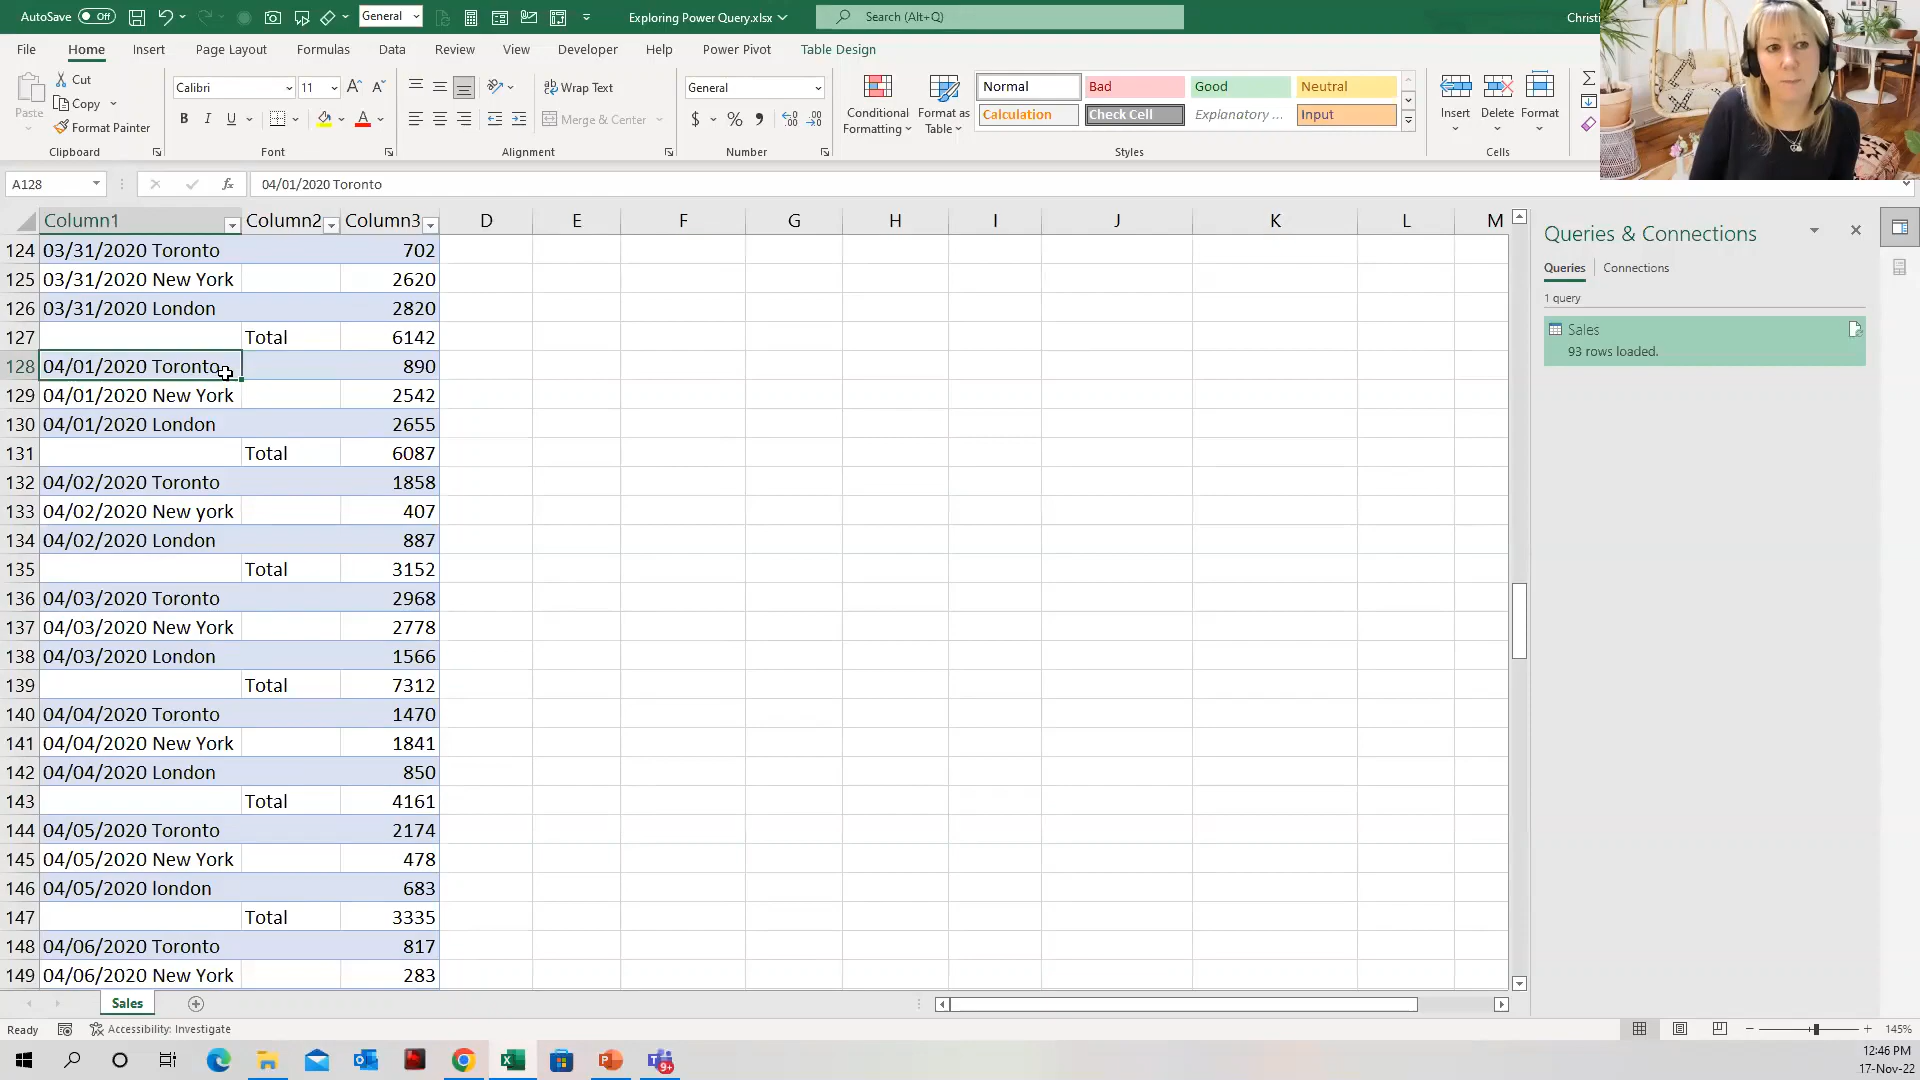 AutoSave Off General Exploring Power Query.xlsx Search (Alt+Q) Christi
File Home Insert Draw Page Layout Formulas Data Review View Developer Help Power Pivot Table Design
Paste Cut Copy Format Painter Clipboard
Calibri 11 B I U A Font
Wrap Text Merge & Center Alignment
General $ % Number
Conditional Formatting Format as Table
Normal Bad Good Neutral
Calculation Check Cell Explanatory ... Input
Styles
Insert Delete Format Cells
A128 fx 04/01/2020 Toronto
Column1 Column2 Column3 D E F G H I J K L M
124 03/31/2020 Toronto 702
125 03/31/2020 New York 2620
126 03/31/2020 London 2820
127 Total 6142
128 04/01/2020 Toronto 890
129 04/01/2020 New York 2542
130 04/01/2020 London 2655
131 Total 6087
132 04/02/2020 Toronto 1858
133 04/02/2020 New york 407
134 04/02/2020 London 887
135 Total 3152
136 04/03/2020 Toronto 2968
137 04/03/2020 New York 2778
138 04/03/2020 London 1566
139 Total 7312
140 04/04/2020 Toronto 1470
141 04/04/2020 New York 1841
142 04/04/2020 London 850
143 Total 4161
144 04/05/2020 Toronto 2174
145 04/05/2020 New York 478
146 04/05/2020 london 683
147 Total 3335
148 04/06/2020 Toronto 817
149 04/06/2020 New York 283
Queries & Connections
Queries Connections
1 query
Sales
93 rows loaded.
Sales
Ready Accessibility: Investigate 145%
9+
12:46 PM
17-Nov-22